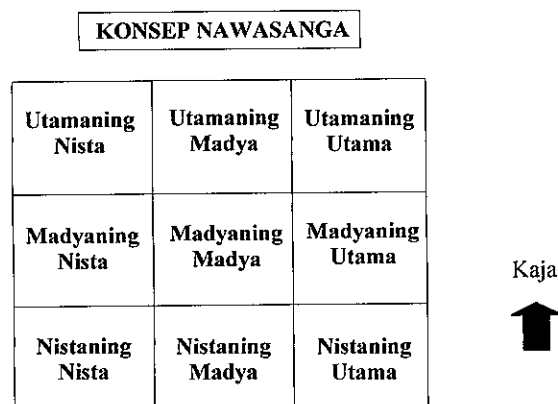 KONSEP NAWASANGA
Utamaning Nista
Utamaning Madya
Utamaning Utama
Madyaning Nista
Madyaning Madya
Madyaning Utama
Kaja
Nistaning Nista
Nistaning Madya
Nistaning Utama